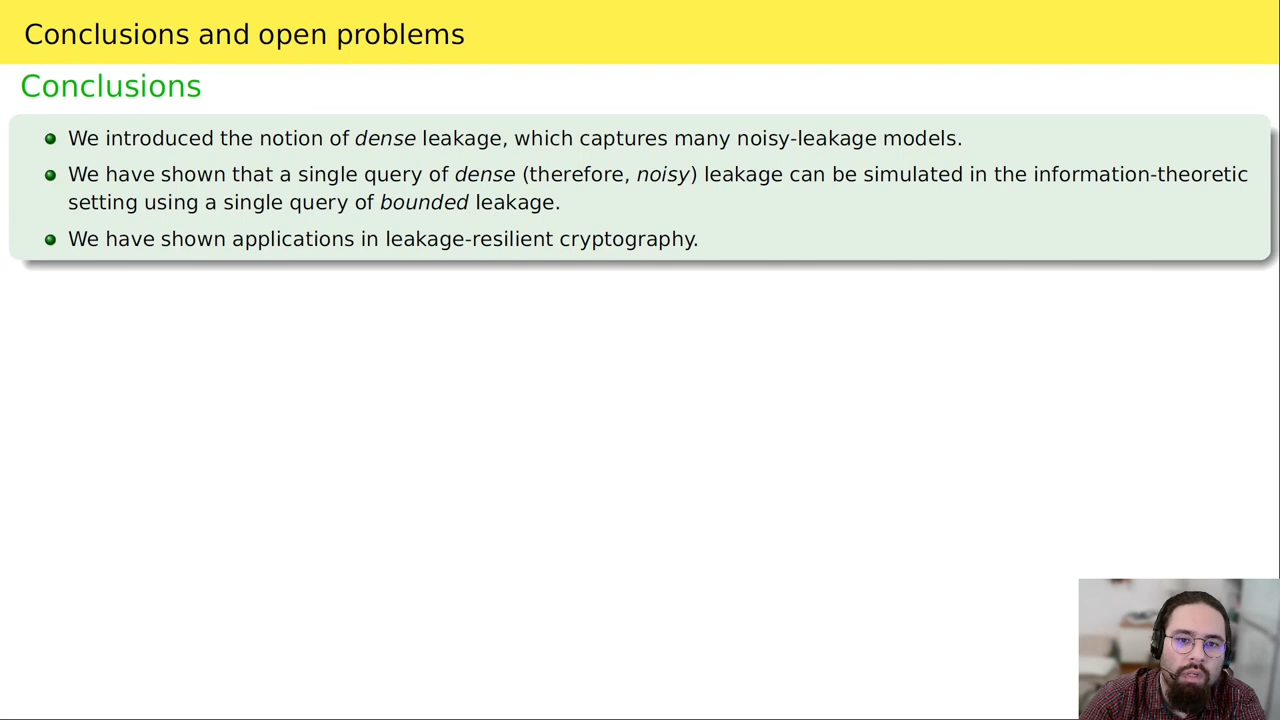 Conclusions and open problems
Conclusions
We introduced the notion of dense leakage, which captures many noisy-leakage models.
We have shown that a single query of dense (therefore, noisy) leakage can be simulated in the information-theoretic
setting using a single query of bounded leakage.
We have shown applications in leakage-resilient cryptography.